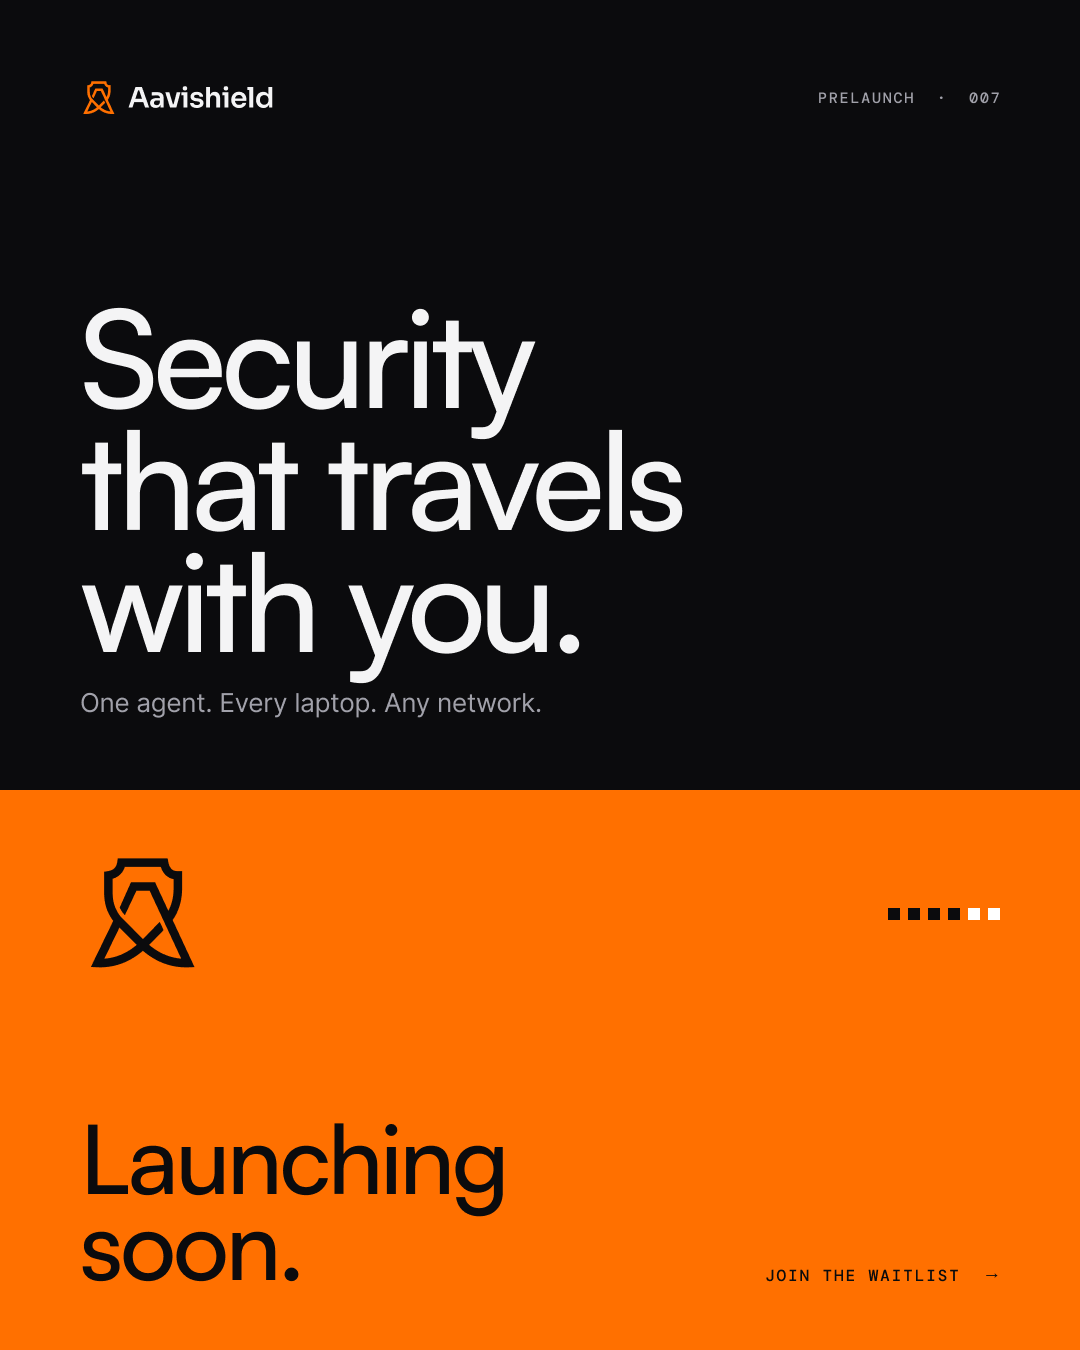 Aavishield
PRELAUNCH · 007
Security
that travels
with you.
One agent. Every laptop. Any network.
Launching
soon.
JOIN THE WAITLIST →